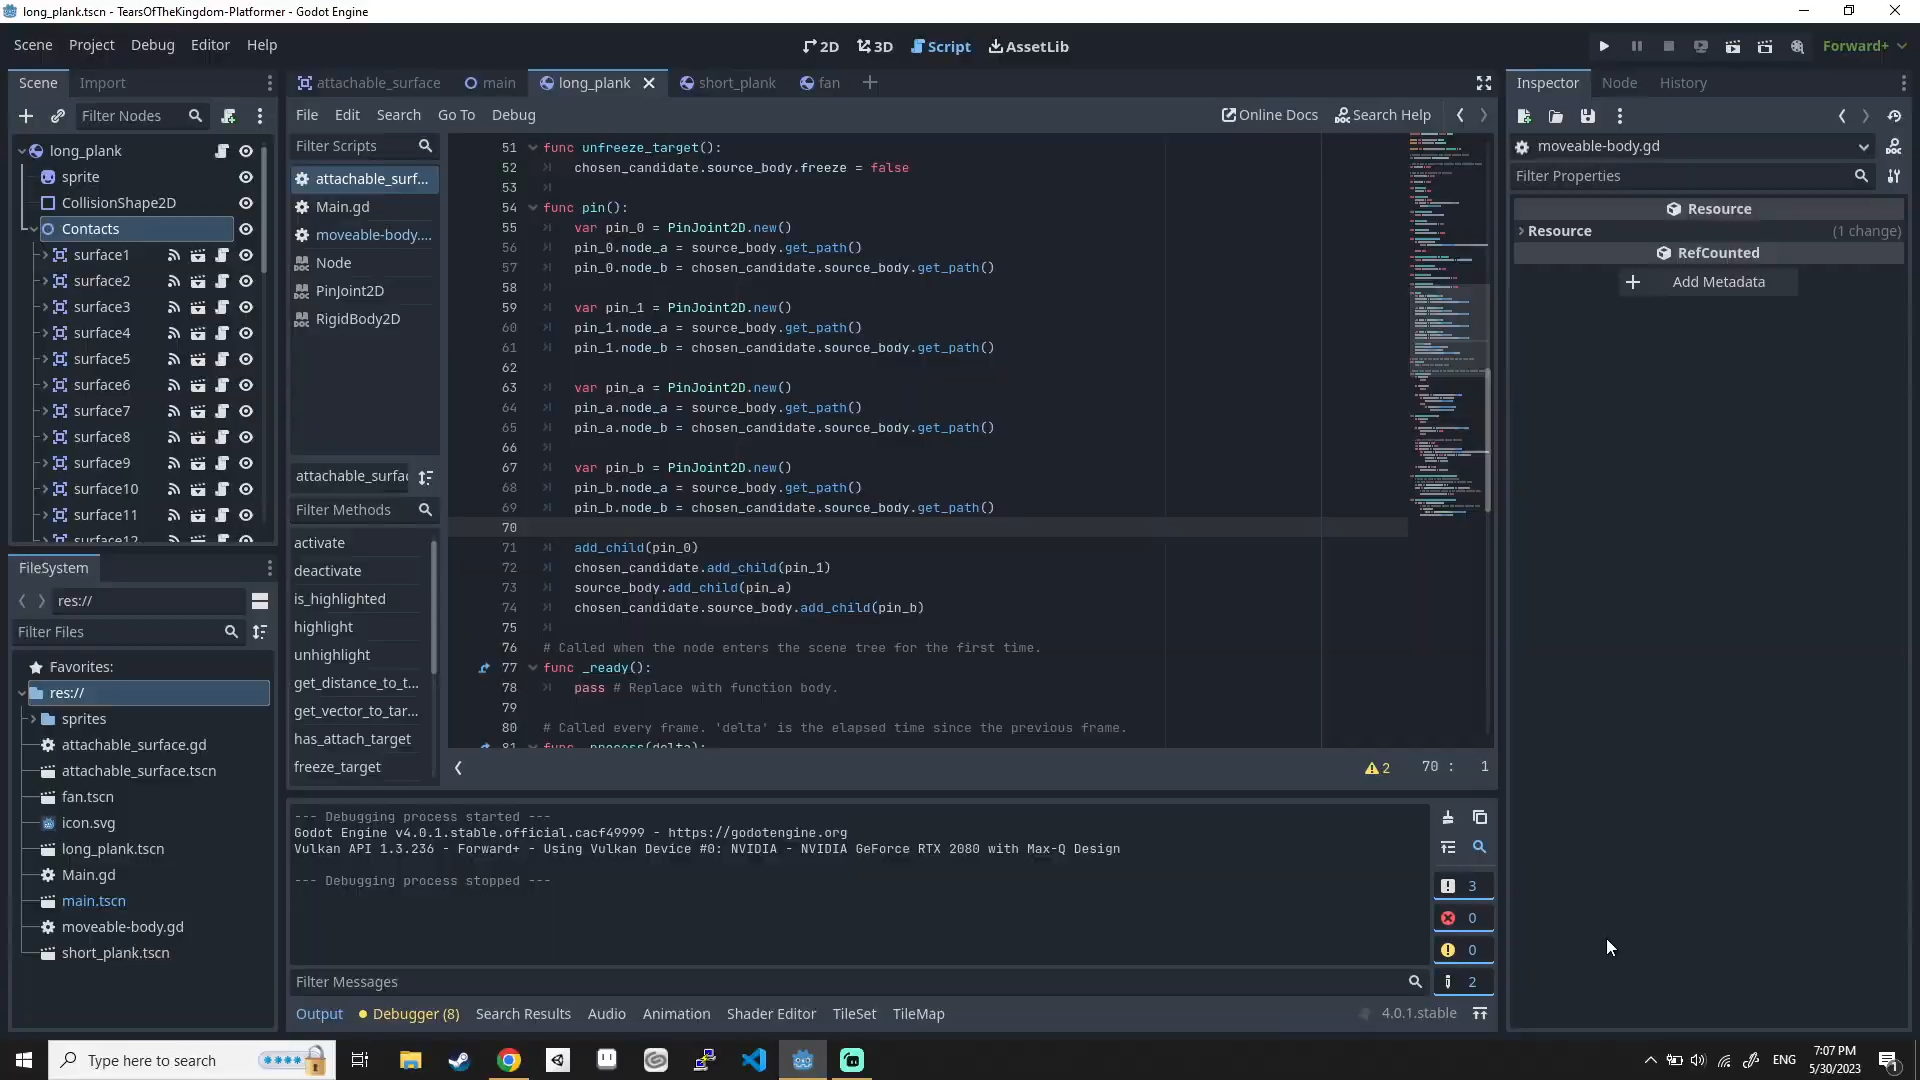 long_plank.tscn - TearsOfTheKingdom-Platformer - Godot Engine
Scene Project Debug Editor Help
2D 3D Script AssetLib
Forward+
Scene Import
attachable_surface main long_plank short_plank fan
Inspector Node History
Filter Nodes
File Edit Search Go To Debug
Online Docs Search Help
long_plank
sprite
CollisionShape2D
Contacts
surface1
surface2
surface3
surface4
surface5
surface6
surface7
surface8
surface9
surface10
surface11
surface12
FileSystem
res://
Filter Files
Favorites:
res://
sprites
attachable_surface.gd
attachable_surface.tscn
fan.tscn
icon.svg
long_plank.tscn
Main.gd
main.tscn
moveable-body.gd
short_plank.tscn
Filter Scripts
attachable_surf...
Main.gd
moveable-body....
Node
PinJoint2D
RigidBody2D
attachable_surfac
Filter Methods
activate
deactivate
is_highlighted
highlight
unhighlight
get_distance_to_t...
get_vector_to_tar...
has_attach_target
freeze_target
51 func unfreeze_target():
52 chosen_candidate.source_body.freeze = false
53
54 func pin():
55 var pin_0 = PinJoint2D.new()
56 pin_0.node_a = source_body.get_path()
57 pin_0.node_b = chosen_candidate.source_body.get_path()
58
59 var pin_1 = PinJoint2D.new()
60 pin_1.node_a = source_body.get_path()
61 pin_1.node_b = chosen_candidate.source_body.get_path()
62
63 var pin_a = PinJoint2D.new()
64 pin_a.node_a = source_body.get_path()
65 pin_a.node_b = chosen_candidate.source_body.get_path()
66
67 var pin_b = PinJoint2D.new()
68 pin_b.node_a = source_body.get_path()
69 pin_b.node_b = chosen_candidate.source_body.get_path()
70
71 add_child(pin_0)
72 chosen_candidate.add_child(pin_1)
73 source_body.add_child(pin_a)
74 chosen_candidate.source_body.add_child(pin_b)
75
76 # Called when the node enters the scene tree for the first time.
77 func _ready():
78 pass # Replace with function body.
79
80 # Called every frame. 'delta' is the elapsed time since the previous frame.
81 func _process(delta):
2 70 : 1
--- Debugging process started ---
Godot Engine v4.0.1.stable.official.cacf49999 - https://godotengine.org
Vulkan API 1.3.236 - Forward+ - Using Vulkan Device #0: NVIDIA - NVIDIA GeForce RTX 2080 with Max-Q Design
--- Debugging process stopped ---
3
0
0
2
Filter Messages
Output Debugger (8) Search Results Audio Animation Shader Editor TileSet TileMap
4.0.1.stable
moveable-body.gd
Filter Properties
Resource
Resource (1 change)
RefCounted
Add Metadata
Type here to search
ENG
7:07 PM
5/30/2023
1